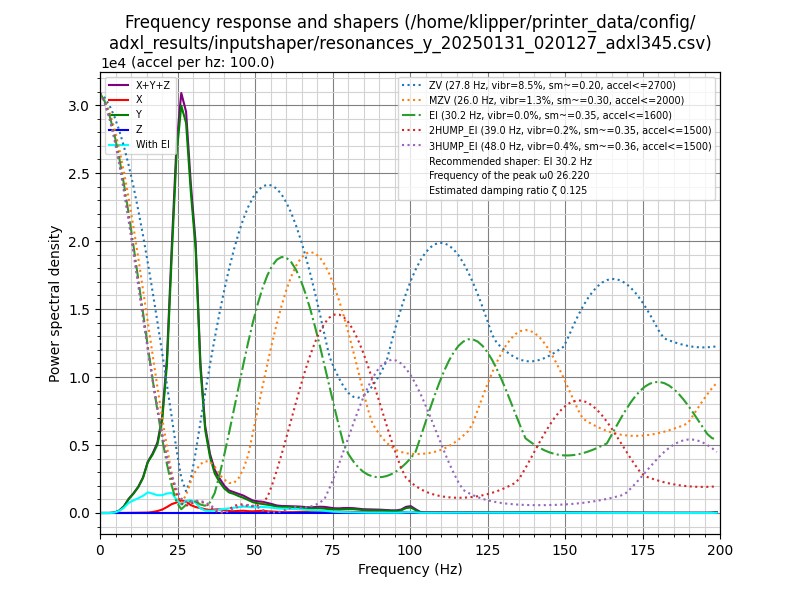 Frequency response and shapers (/home/klipper/printer_data/config/
adxl_results/inputshaper/resonances_y_20250131_020127_adxl345.csv)
1e4 (accel per hz: 100.0)
X+Y+Z
X
Y
Z
With EI
ZV (27.8 Hz, vibr=8.5%, sm~=0.20, accel<=2700)
MZV (26.0 Hz, vibr=1.3%, sm~=0.30, accel<=2000)
EI (30.2 Hz, vibr=0.0%, sm~=0.35, accel<=1600)
2HUMP_EI (39.0 Hz, vibr=0.2%, sm~=0.35, accel<=1500)
3HUMP_EI (48.0 Hz, vibr=0.4%, sm~=0.36, accel<=1500)
Recommended shaper: EI 30.2 Hz
Frequency of the peak ω0 26.220
Estimated damping ratio ζ 0.125
Power spectral density
3.0
2.5
2.0
1.5
1.0
0.5
0.0
0 25 50 75 100 125 150 175 200
Frequency (Hz)